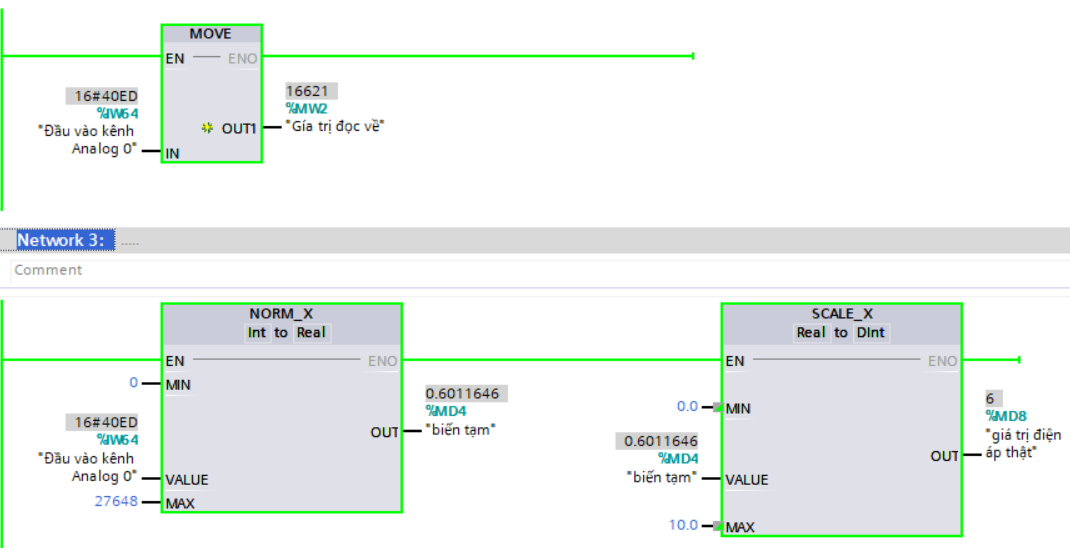 MOVE
EN ENO
16#40ED
%IW64
"Đầu vào kênh
Analog 0"
IN
OUT1
16621
%MW2
"Gía trị đọc về"
Network 3: .....
Comment
NORM_X
Int to Real
EN ENO
0 MIN
16#40ED
%IW64
"Đầu vào kênh
Analog 0"
VALUE
27648 MAX
OUT
0.6011646
%MD4
"biến tạm"
SCALE_X
Real to DInt
EN ENO
0.0 MIN
0.6011646
%MD4
"biến tạm"
VALUE
10.0 MAX
OUT
6
%MD8
"giá trị điện
áp thật"